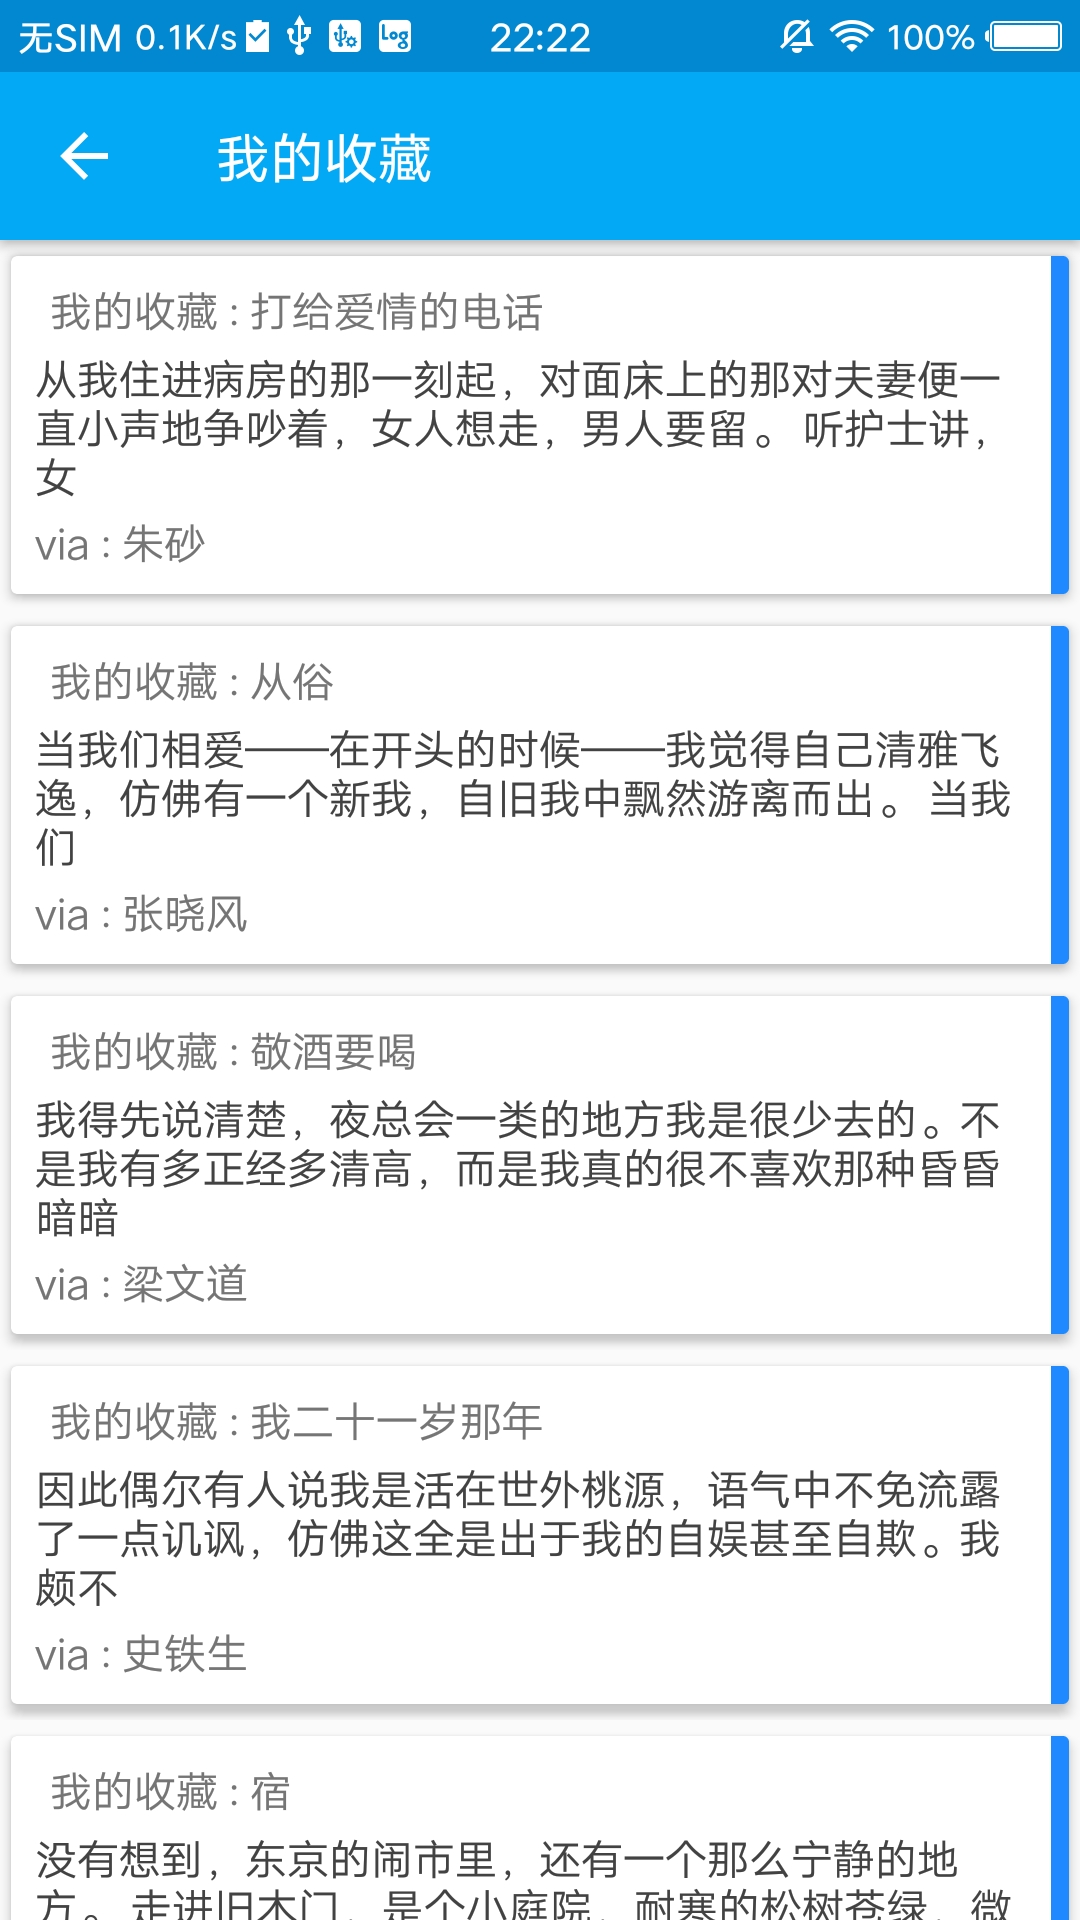 无SIM 0.1K/s Log 22:22 100%
我的收藏
我的收藏 : 打给爱情的电话
从我住进病房的那一刻起，对面床上的那对夫妻便一
直小声地争吵着，女人想走，男人要留。 听护士讲，
女
via : 朱砂
我的收藏 : 从俗
当我们相爱——在开头的时候——我觉得自己清雅飞
逸，仿佛有一个新我，自旧我中飘然游离而出。 当我
们
via : 张晓风
我的收藏 : 敬酒要喝
我得先说清楚，夜总会一类的地方我是很少去的。不
是我有多正经多清高，而是我真的很不喜欢那种昏昏
暗暗
via : 梁文道
我的收藏 : 我二十一岁那年
因此偶尔有人说我是活在世外桃源，语气中不免流露
了一点讥讽，仿佛这全是出于我的自娱甚至自欺。我
颇不
via : 史铁生
我的收藏 : 宿
没有想到，东京的闹市里，还有一个那么宁静的地
方。 走进旧木门，是个小庭院，耐寒的松树苍绿，微